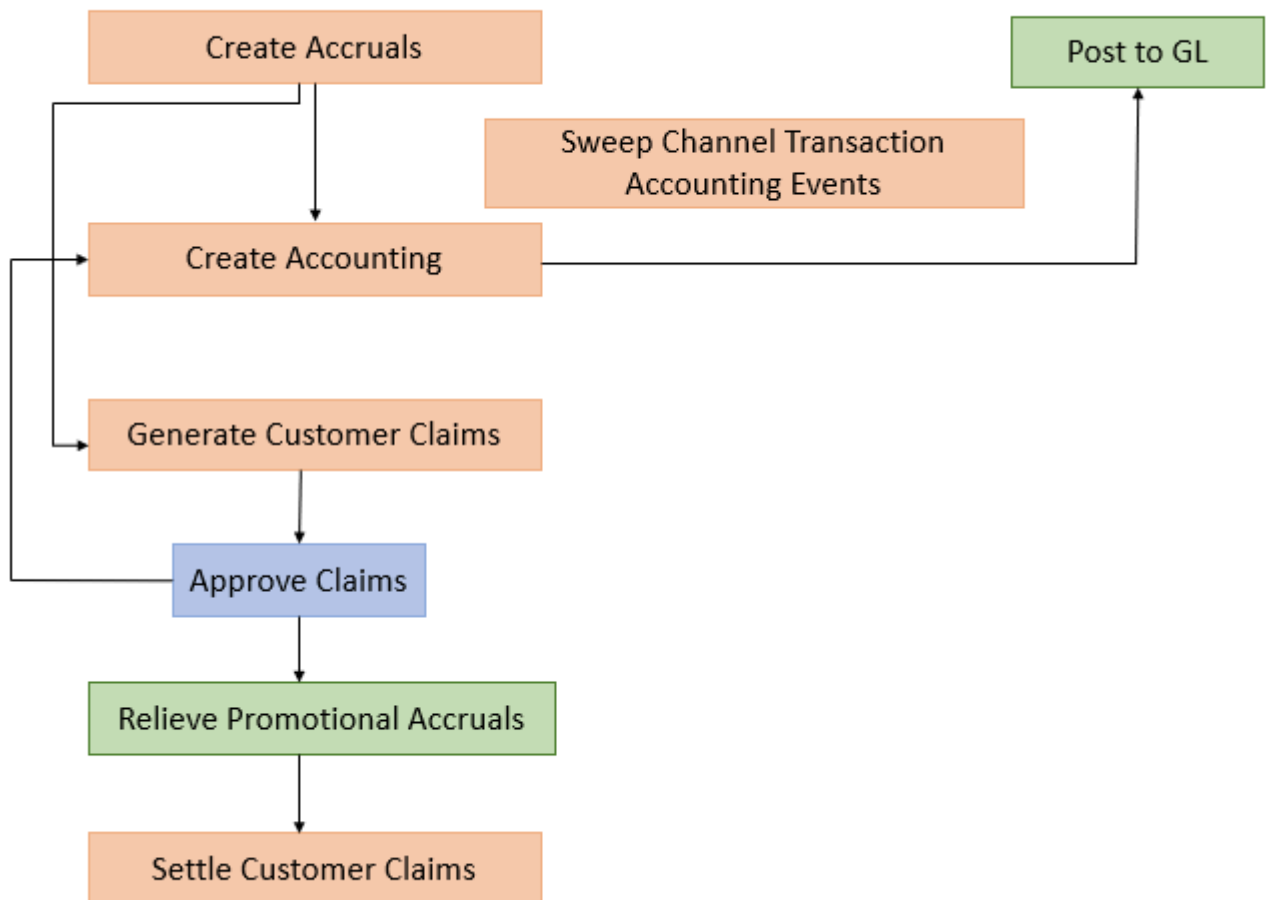 Create Accruals
Post to GL
Sweep Channel Transaction
Accounting Events
Create Accounting
Generate Customer Claims
Approve Claims
Relieve Promotional Accruals
Settle Customer Claims